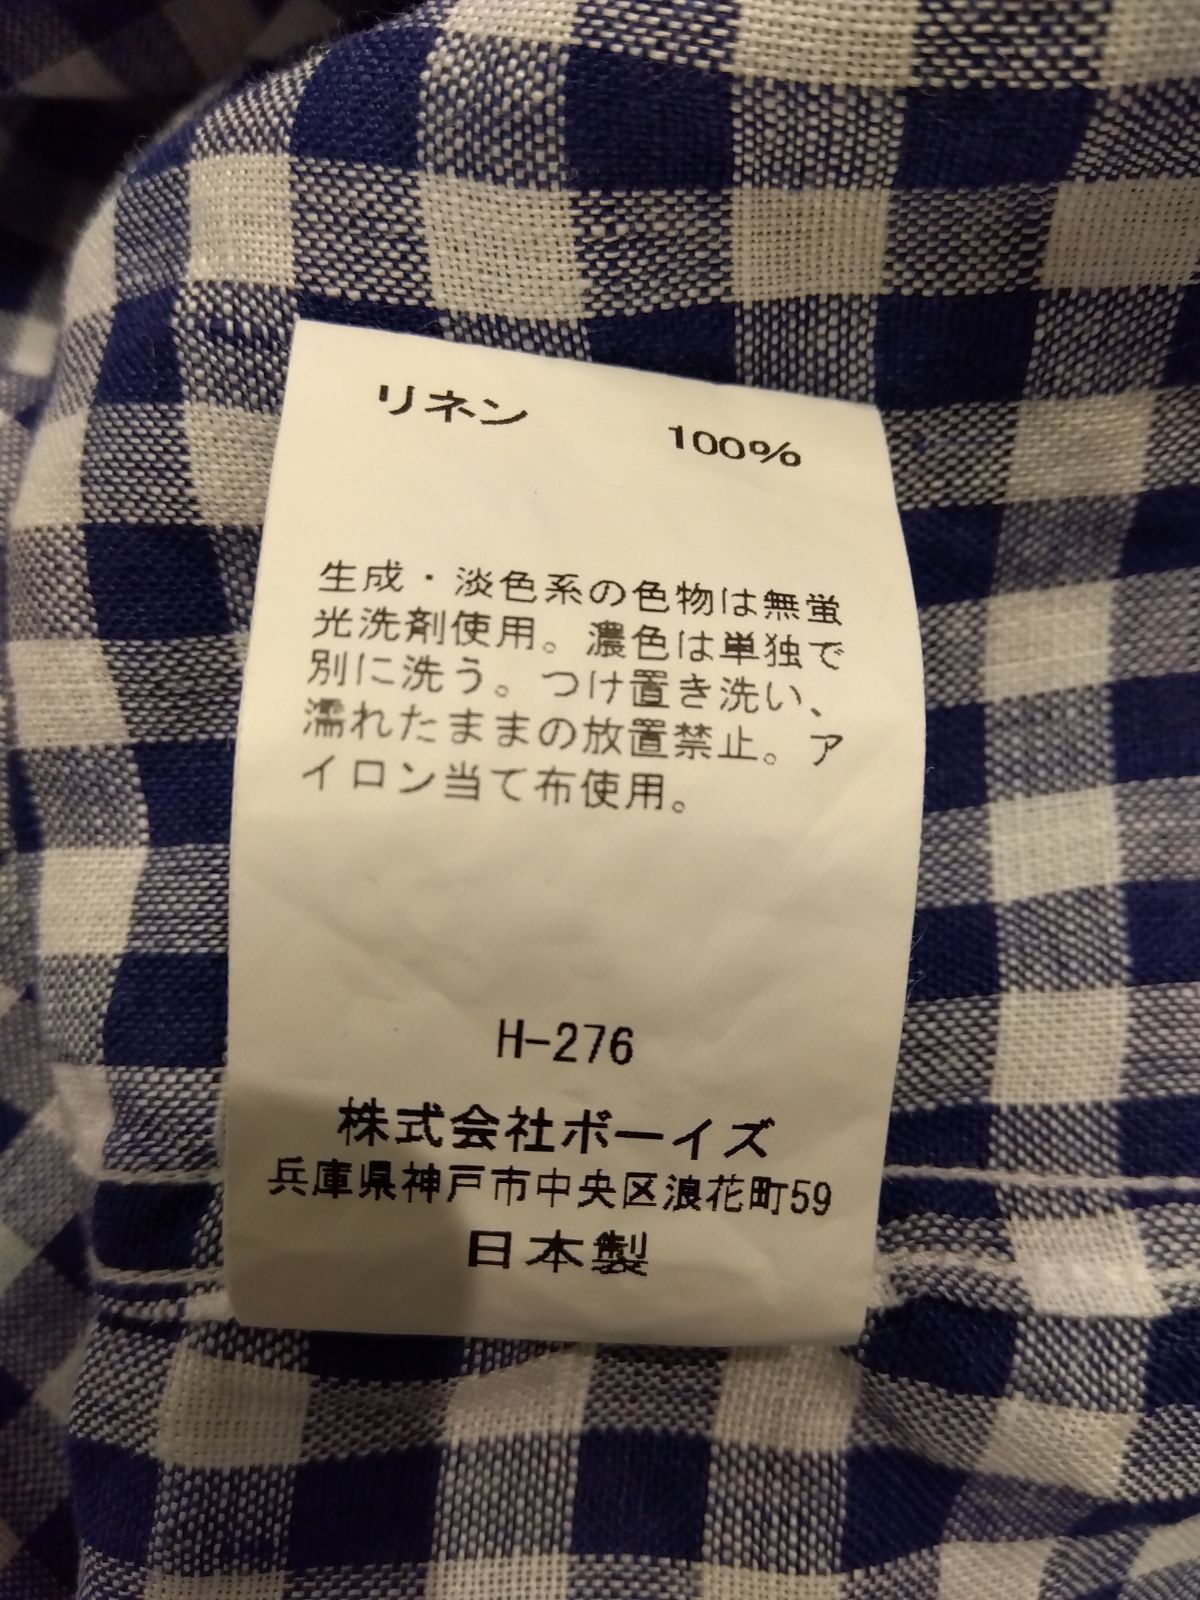 リネン 100%
生成・淡色系の色物は無蛍
光洗剤使用。濃色は単独で
別に洗う。つけ置き洗い、
濡れたままの放置禁止。ア
イロン当て布使用。
H-276
株式会社ボーイズ
兵庫県神戸市中央区浪花町59
日本製